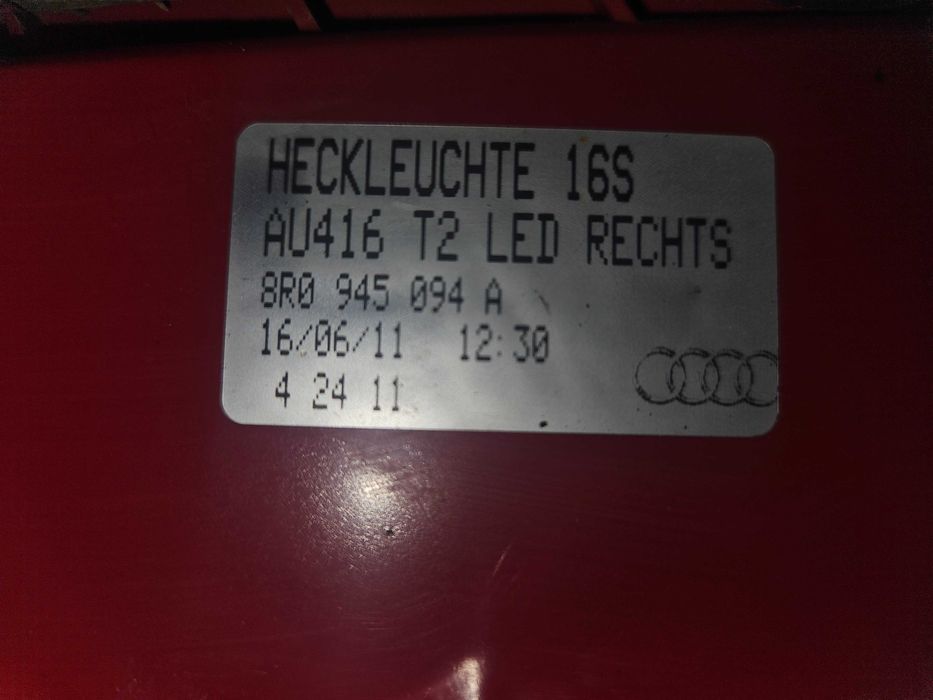 HECKLEUCHTE 16S
AU416 T2 LED RECHTS
8R0 945 094 A
16/06/11 12:30
4 24 11